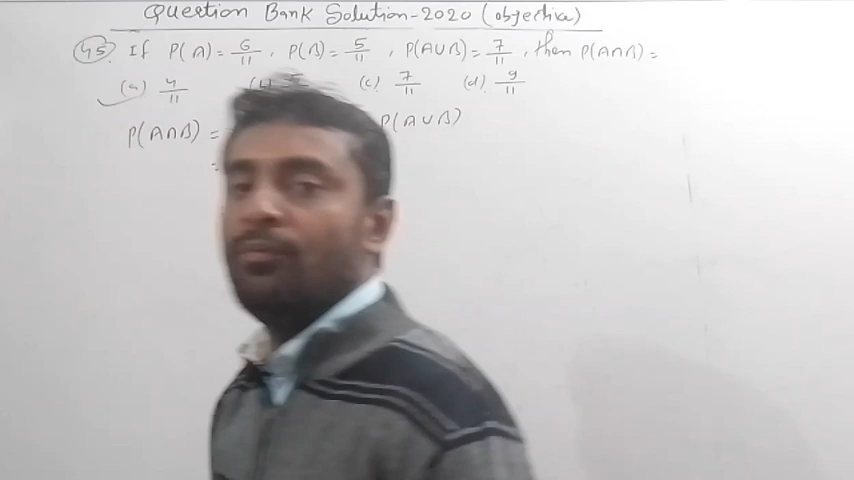 Question Bank Solution-2020 (objective)
45. If P(A)=6/11, P(B)=5/11, P(A∪B)=7/11, then P(A∩B)=
(a) 4/11 (b) (c) 7/11 (d) 9/11
P(A∩B) = P(A∪B)
=